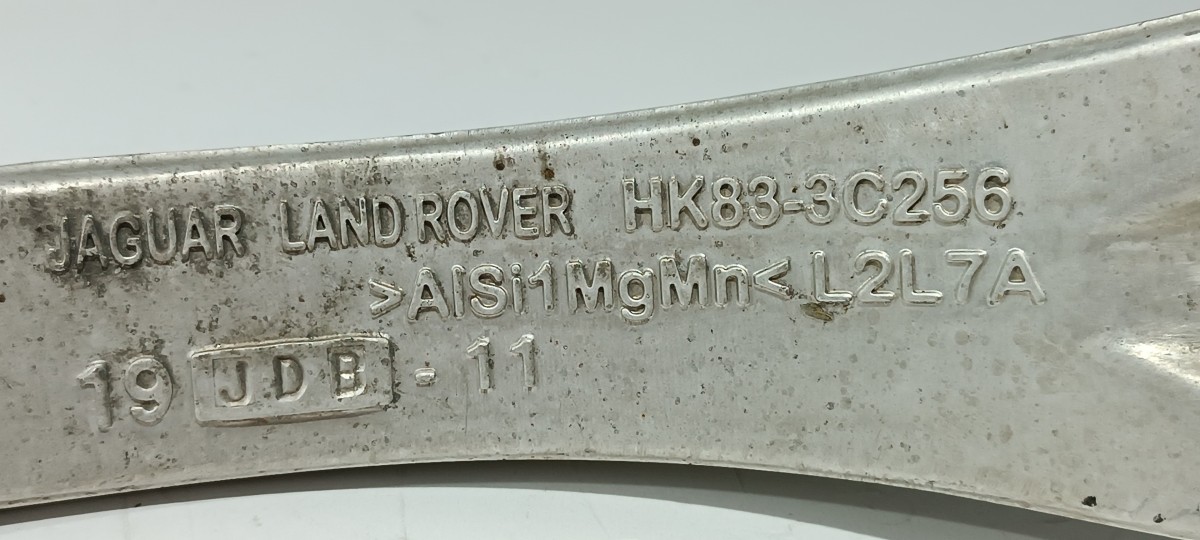 JAGUAR LAND ROVER HK83-3C256
>AlSi1MgMn< L2L7A
19 JDB - 11